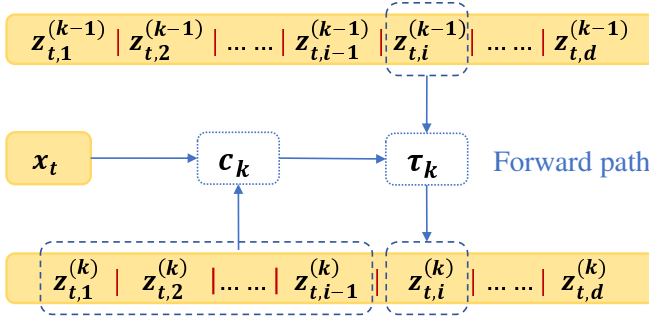 z_{t,1}^{(k-1)} | z_{t,2}^{(k-1)} | ... ... | z_{t,i-1}^{(k-1)} | z_{t,i}^{(k-1)} | ... ... | z_{t,d}^{(k-1)}
x_t c_k τ_k Forward path
z_{t,1}^{(k)} | z_{t,2}^{(k)} | ... ... | z_{t,i-1}^{(k)} | z_{t,i}^{(k)} | ... ... | z_{t,d}^{(k)}